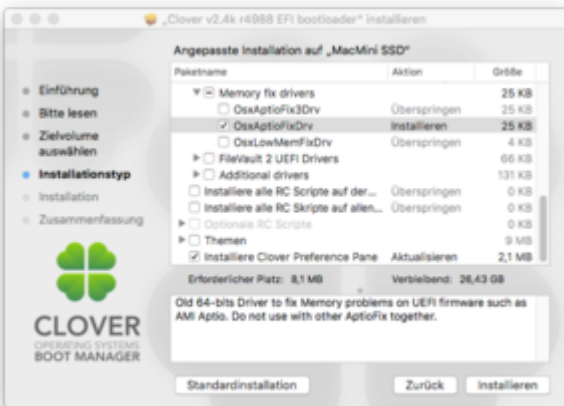 „Clover v2.4k r4988 EFI bootloader“ installieren
Angepasste Installation auf „MacMini SSD“
Paketname Aktion Größe
Memory fix drivers 25 KB
OsxAptioFix3Drv Überspringen 25 KB
OsxAptioFixDrv Installieren 25 KB
OsxLowMemFixDrv Überspringen 4 KB
FileVault 2 UEFI Drivers 66 KB
Additional drivers 131 KB
Installiere alle RC Scripte auf der... Überspringen 0 KB
Installiere alle RC Skripte auf allen... Überspringen 0 KB
Optionale RC Scripte 0 KB
Themen 9 MB
Installiere Clover Preference Pane Aktualisieren 2,1 MB
Erforderlicher Platz: 8,1 MB Verbleibend: 26,43 GB
Old 64-bits Driver to fix Memory problems on UEFI firmware such as
AMI Aptio. Do not use with other AptioFix together.
Einführung
Bitte lesen
Zielvolume
auswählen
Installationstyp
Installation
Zusammenfassung
CLOVER
OPERATING SYSTEMS
BOOT MANAGER
Standardinstallation Zurück Installieren